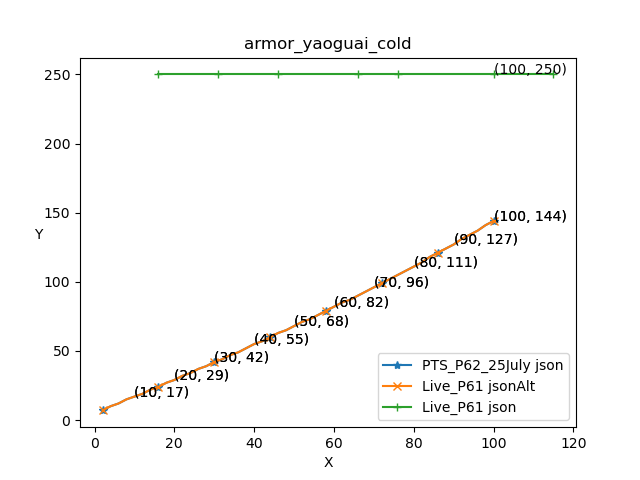 armor_yaoguai_cold
250
200
150
100
50
0
Y
(100, 250)
(100, 144)
(90, 127)
(80, 111)
(70, 96)
(60, 82)
(50, 68)
(40, 55)
(30, 42)
(20, 29)
(10, 17)
PTS_P62_25July json
Live_P61 jsonAlt
Live_P61 json
0 20 40 60 80 100 120
X